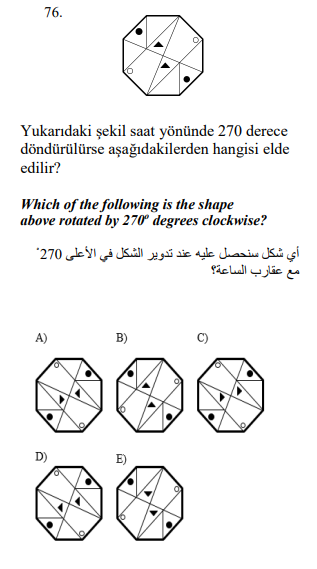 76.
Yukarıdaki şekil saat yönünde 270 derece
döndürülürse aşağıdakilerden hangisi elde
edilir?
Which of the following is the shape
above rotated by 270º degrees clockwise?
أي شكل سنحصل عليه عند تدوير الشكل في الأعلى 270˚
مع عقارب الساعة؟
A) B) C)
D) E)